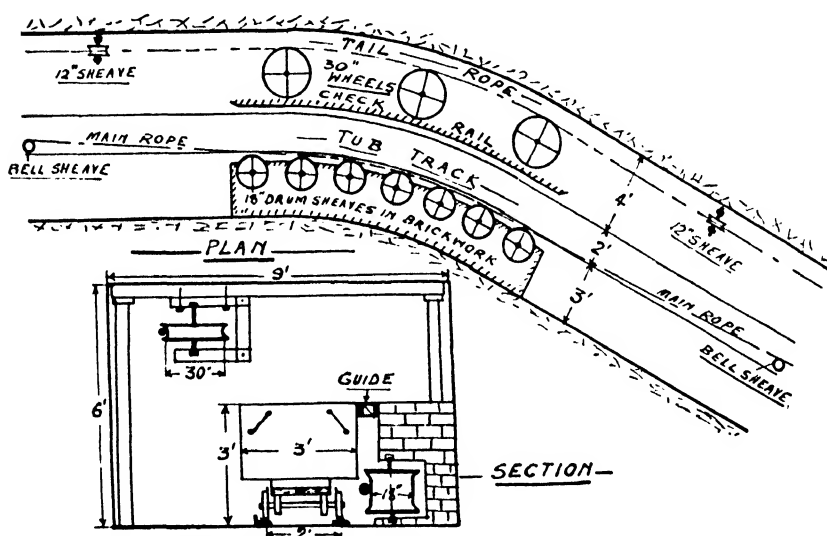 TAIL ROPE
12" SHEAVE
30" WHEELS
CHECK RAIL
MAIN ROPE
TUB TRACK
BELL SHEAVE
18" DRUM SHEAVES IN BRICKWORK
4'
2'
3'
12" SHEAVE
MAIN ROPE
BELL SHEAVE.
PLAN
9'
30'
6'
GUIDE
3'
3'
18"
2'
SECTION